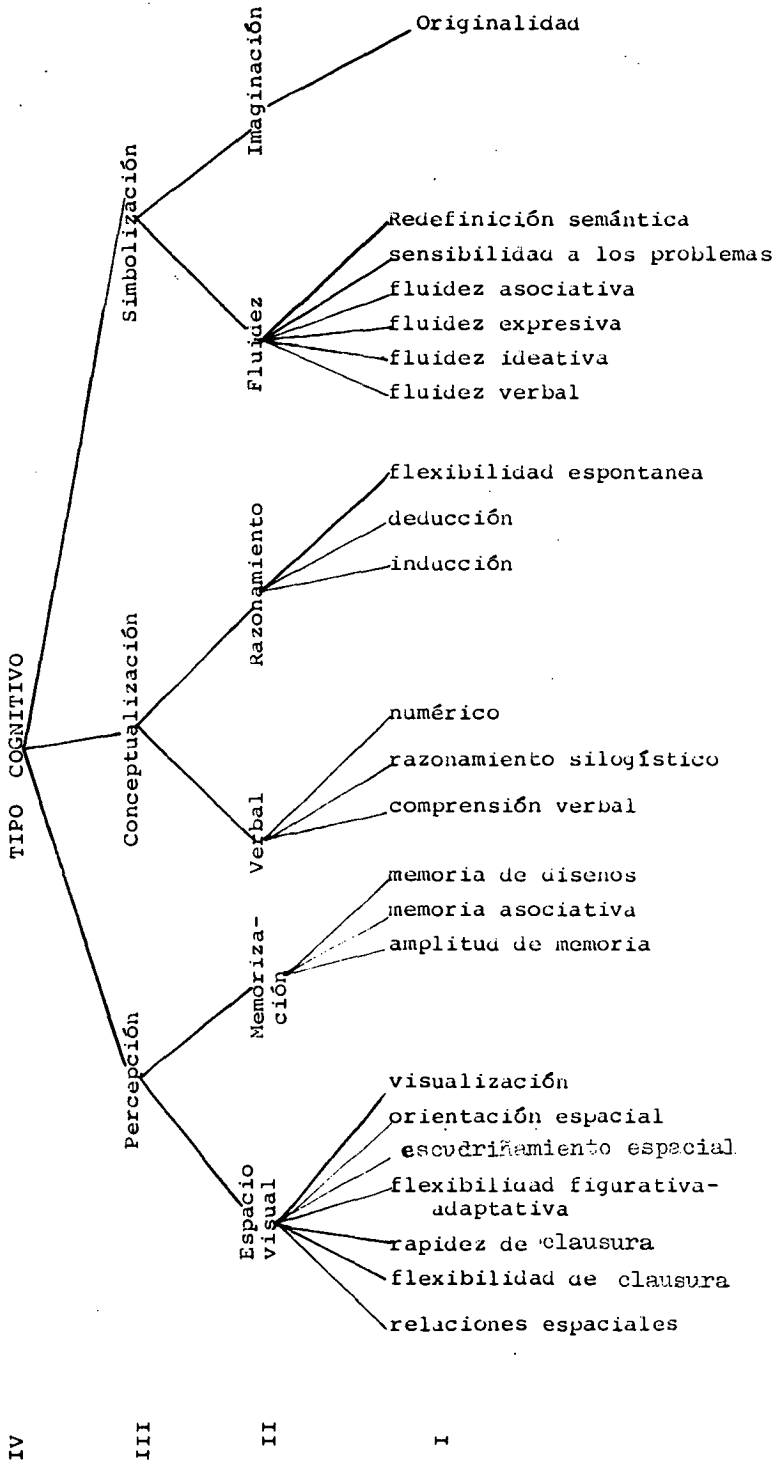 IV
TIPO COGNITIVO
III
Percepción
Conceptualización
Simbolización
II
Espacio
visual
Memoriza-
ción
Verbal
Razonamiento
Fluidez
Imaginación
I
relaciones espaciales
flexibilidad de clausura
rapidez de clausura
flexibilidad figurativa-
adaptativa
escudriñamiento espacial
orientación espacial
visualización
amplitud de memoria
memoria asociativa
memoria de disenos
comprensión verbal
razonamiento silogístico
numérico
inducción
deducción
flexibilidad espontanea
fluidez verbal
fluidez ideativa
fluidez expresiva
fluidez asociativa
sensibilidad a los problemas
Redefinición semántica
Originalidad